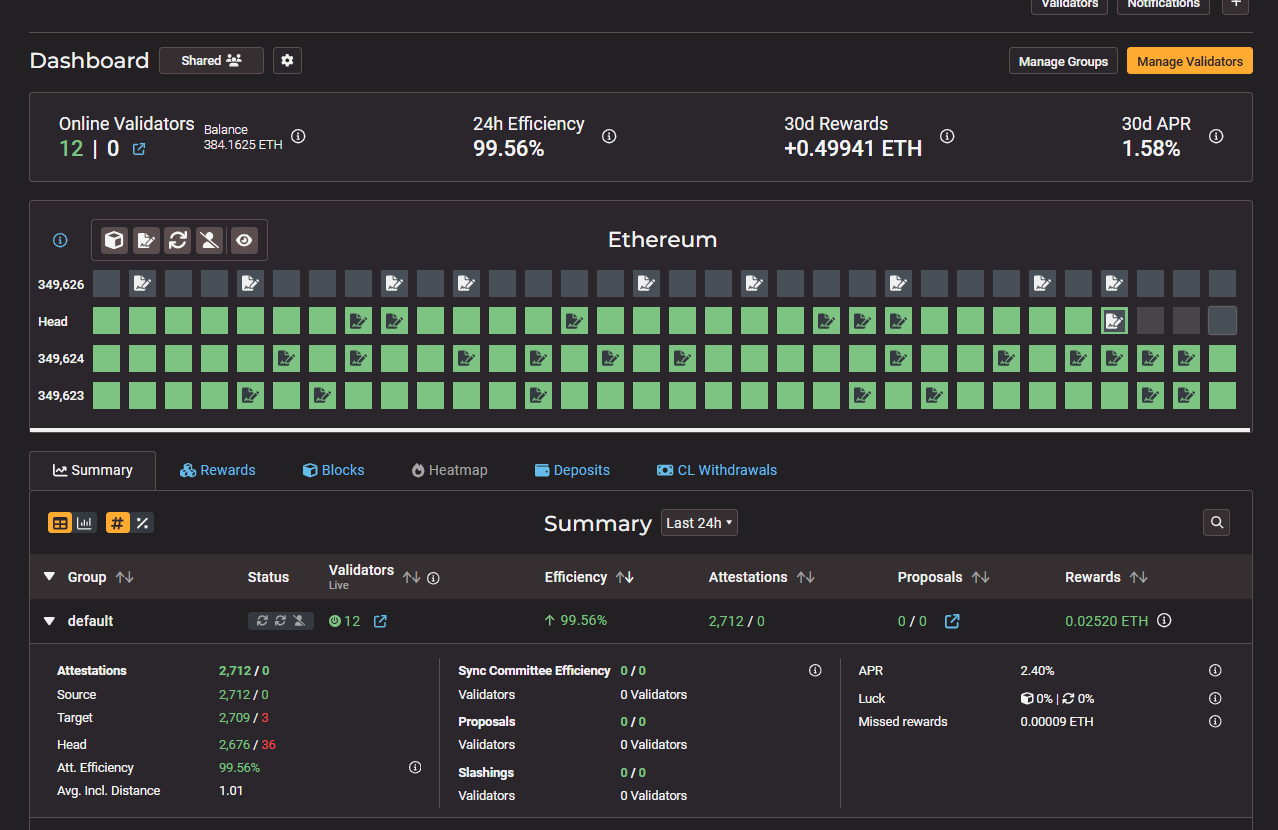 Validators Notifications +
Dashboard Shared Manage Groups Manage Validators
Online Validators Balance 24h Efficiency 30d Rewards 30d APR
12 | 0 384.1625 ETH 99.56% +0.49941 ETH 1.58%
Ethereum
349,626
Head
349,624
349,623
Summary Rewards Blocks Heatmap Deposits CL Withdrawals
# % Summary Last 24h
Group Status Validators Efficiency Attestations Proposals Rewards
Live
default 12 99.56% 2,712 / 0 0 / 0 0.02520 ETH
Attestations 2,712 / 0 Sync Committee Efficiency 0 / 0 APR 2.40%
Source 2,712 / 0 Validators 0 Validators Luck 0% | 0%
Target 2,709 / 3 Proposals 0 / 0 Missed rewards 0.00009 ETH
Head 2,676 / 36 Validators 0 Validators
Att. Efficiency 99.56% Slashings 0 / 0
Avg. Incl. Distance 1.01 Validators 0 Validators